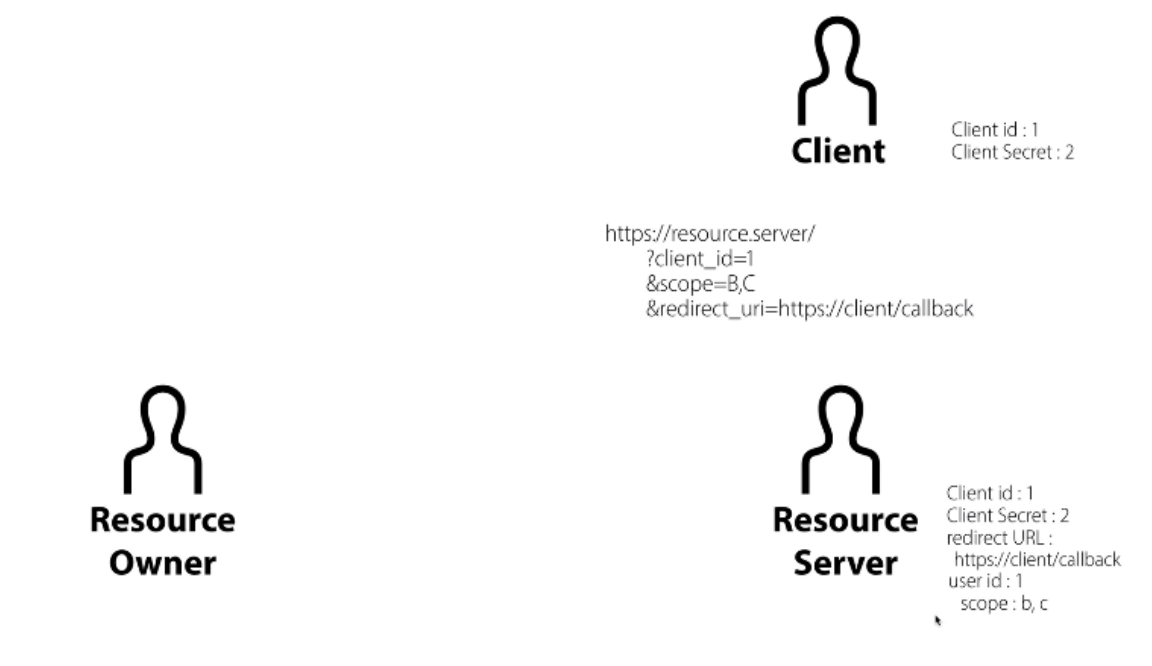 Client
Client id : 1
Client Secret : 2
https://resource.server/
?client_id=1
&scope=B,C
&redirect_uri=https://client/callback
Resource
Owner
Resource
Server
Client id : 1
Client Secret : 2
redirect URL :
https://client/callback
user id : 1
scope : b, c